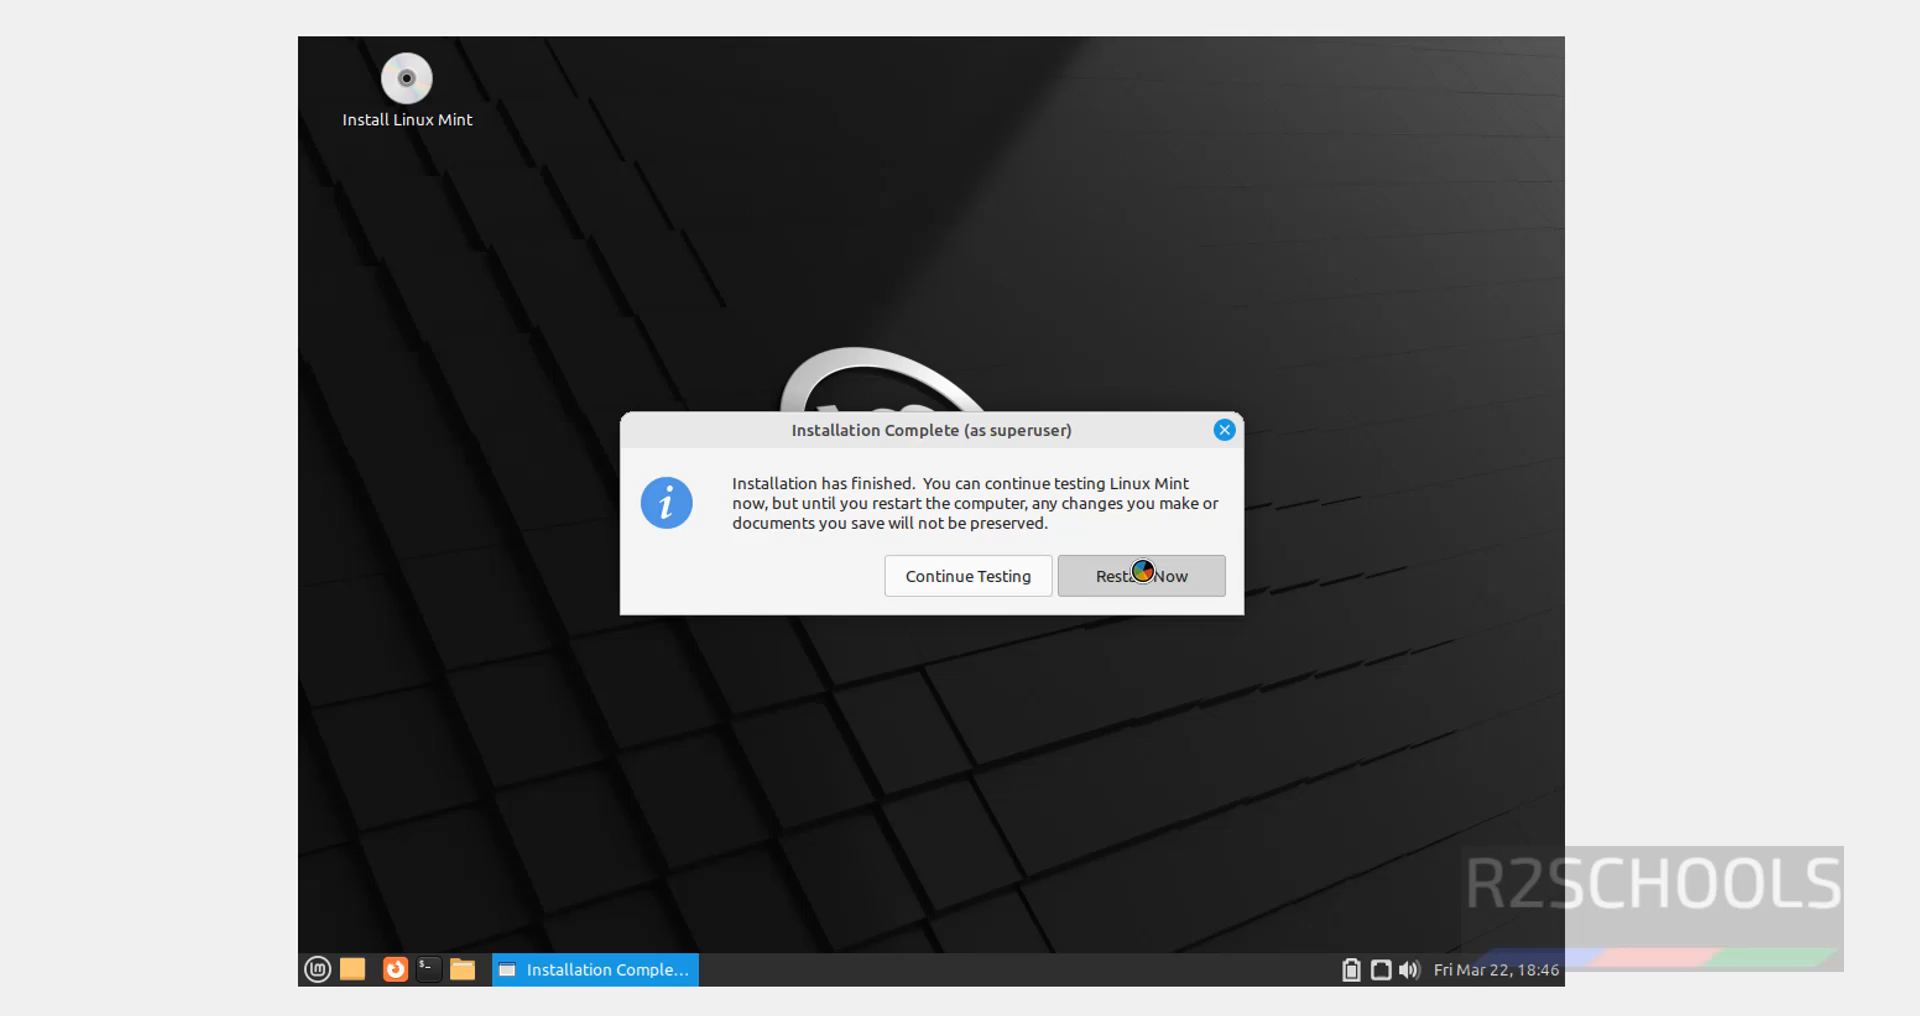 Install Linux Mint
Installation Complete (as superuser)
Installation has finished. You can continue testing Linux Mint
now, but until you restart the computer, any changes you make or
documents you save will not be preserved.
Continue Testing
Restart Now
Installation Comple...
Fri Mar 22, 18:46
R2SCHOOLS